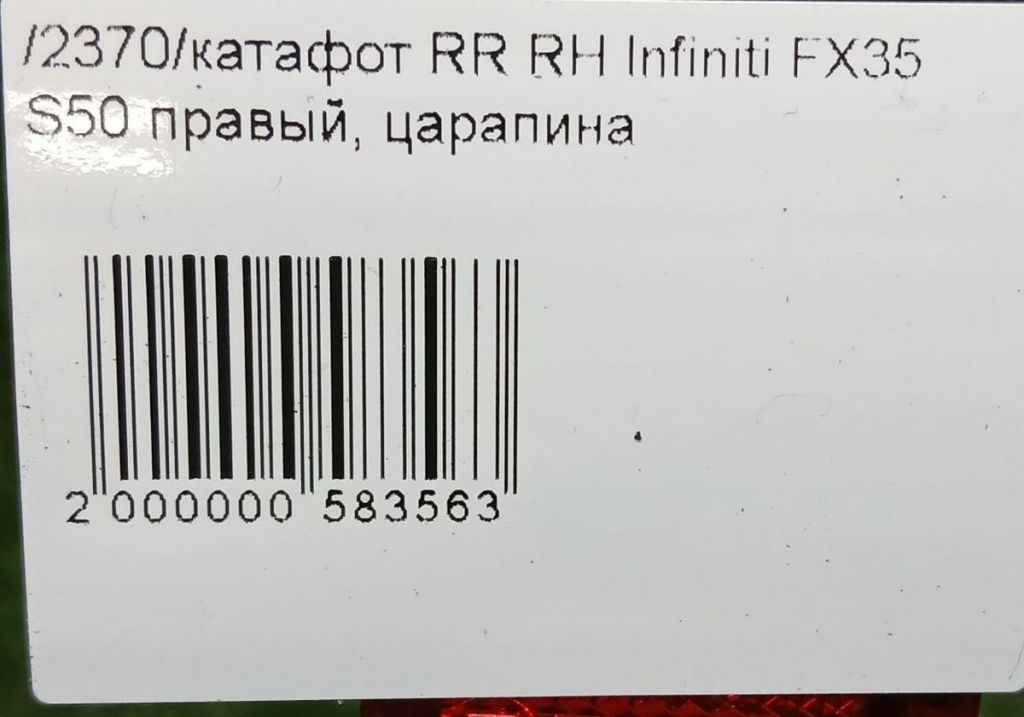 /2370/катафот RR RH Infiniti FX35
S50 правый, царапина
2 000000 583563